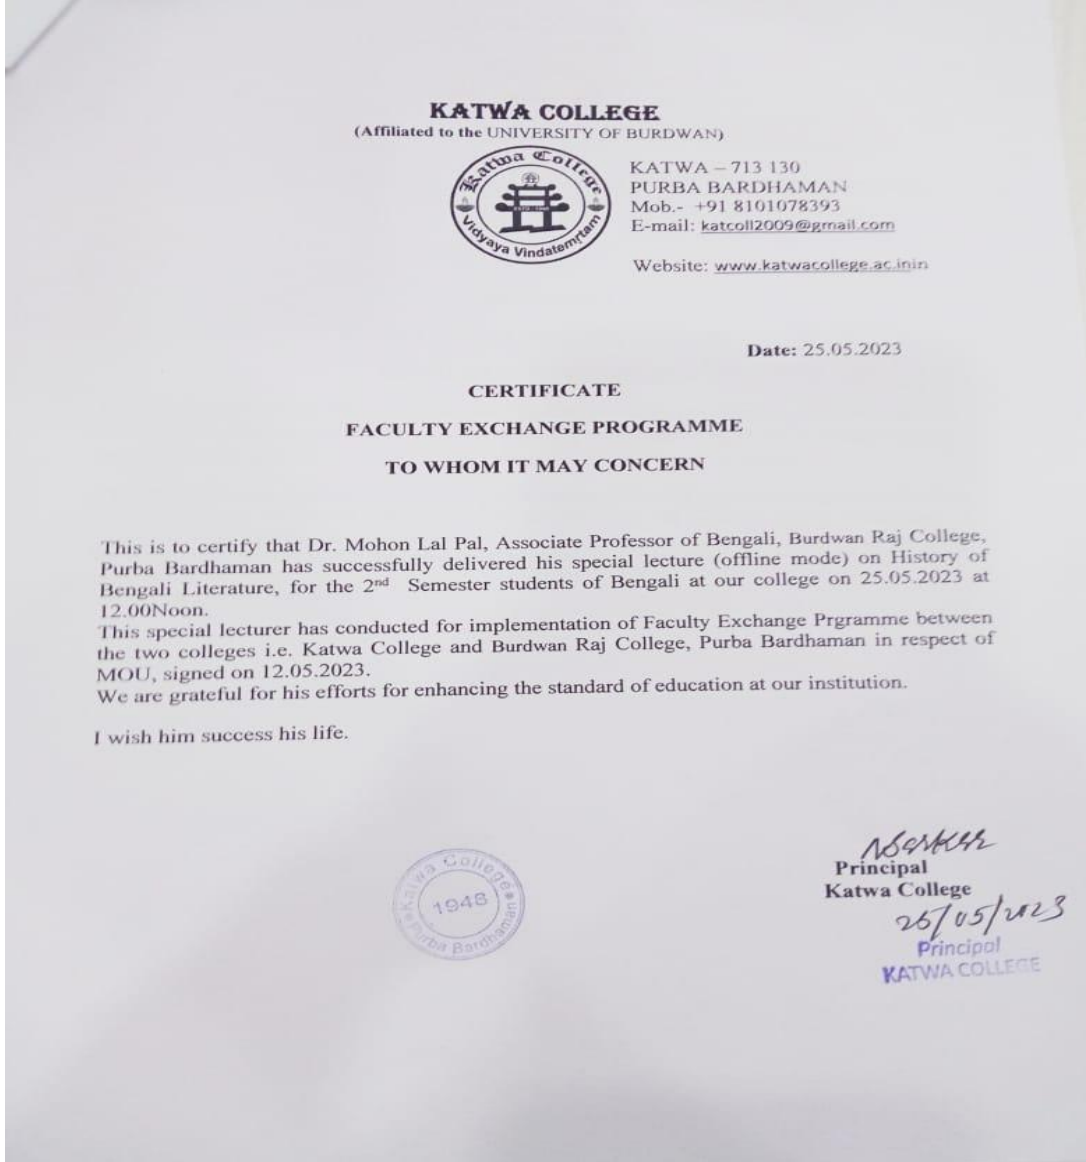 KATWA COLLEGE
(Affiliated to the UNIVERSITY OF BURDWAN)
Katwa College
Vidyaya Vindatemrtam
KATWA – 713 130
PURBA BARDHAMAN
Mob.- +91 8101078393
E-mail: katcoll2009@gmail.com
Website: www.katwacollege.ac.inin
Date: 25.05.2023
CERTIFICATE
FACULTY EXCHANGE PROGRAMME
TO WHOM IT MAY CONCERN
This is to certify that Dr. Mohon Lal Pal, Associate Professor of Bengali, Burdwan Raj College,
Purba Bardhaman has successfully delivered his special lecture (offline mode) on History of
Bengali Literature, for the 2nd Semester students of Bengali at our college on 25.05.2023 at
12.00Noon.
This special lecturer has conducted for implementation of Faculty Exchange Prgramme between
the two colleges i.e. Katwa College and Burdwan Raj College, Purba Bardhaman in respect of
MOU, signed on 12.05.2023.
We are grateful for his efforts for enhancing the standard of education at our institution.
I wish him success his life.
Katwa College
1948
Purba Bardhaman
NSarker
Principal
Katwa College
25/05/2023
Principal
KATWA COLLEGE